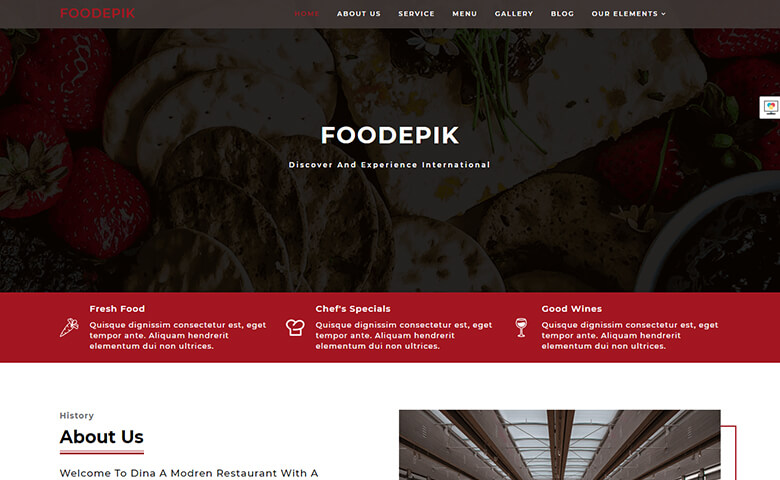 FOODEPIK
HOME ABOUT US SERVICE MENU GALLERY BLOG OUR ELEMENTS
FOODEPIK
Discover And Experience International
Fresh Food
Quisque dignissim consectetur est, eget
tempor ante. Aliquam hendrerit
elementum dui non ultrices.
Chef's Specials
Quisque dignissim consectetur est, eget
tempor ante. Aliquam hendrerit
elementum dui non ultrices.
Good Wines
Quisque dignissim consectetur est, eget
tempor ante. Aliquam hendrerit
elementum dui non ultrices.
History
About Us
Welcome To Dina A Modren Restaurant With A